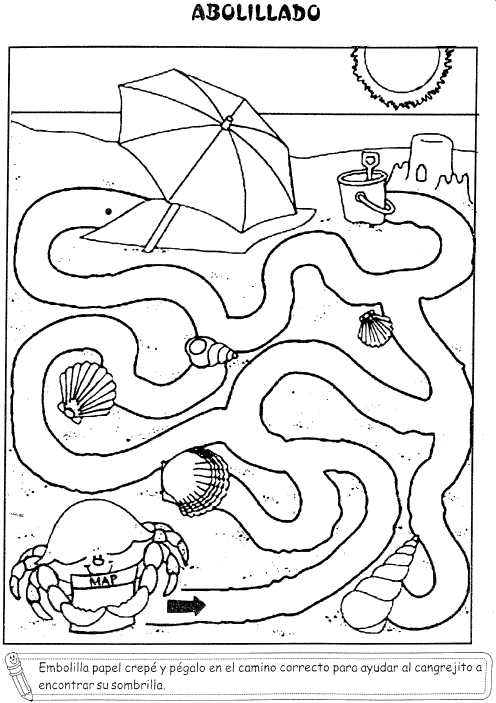 ABOLILLADO
MAP
Embolilla papel crepé y pégalo en el camino correcto para ayudar al cangrejito a
encontrar su sombrilla.